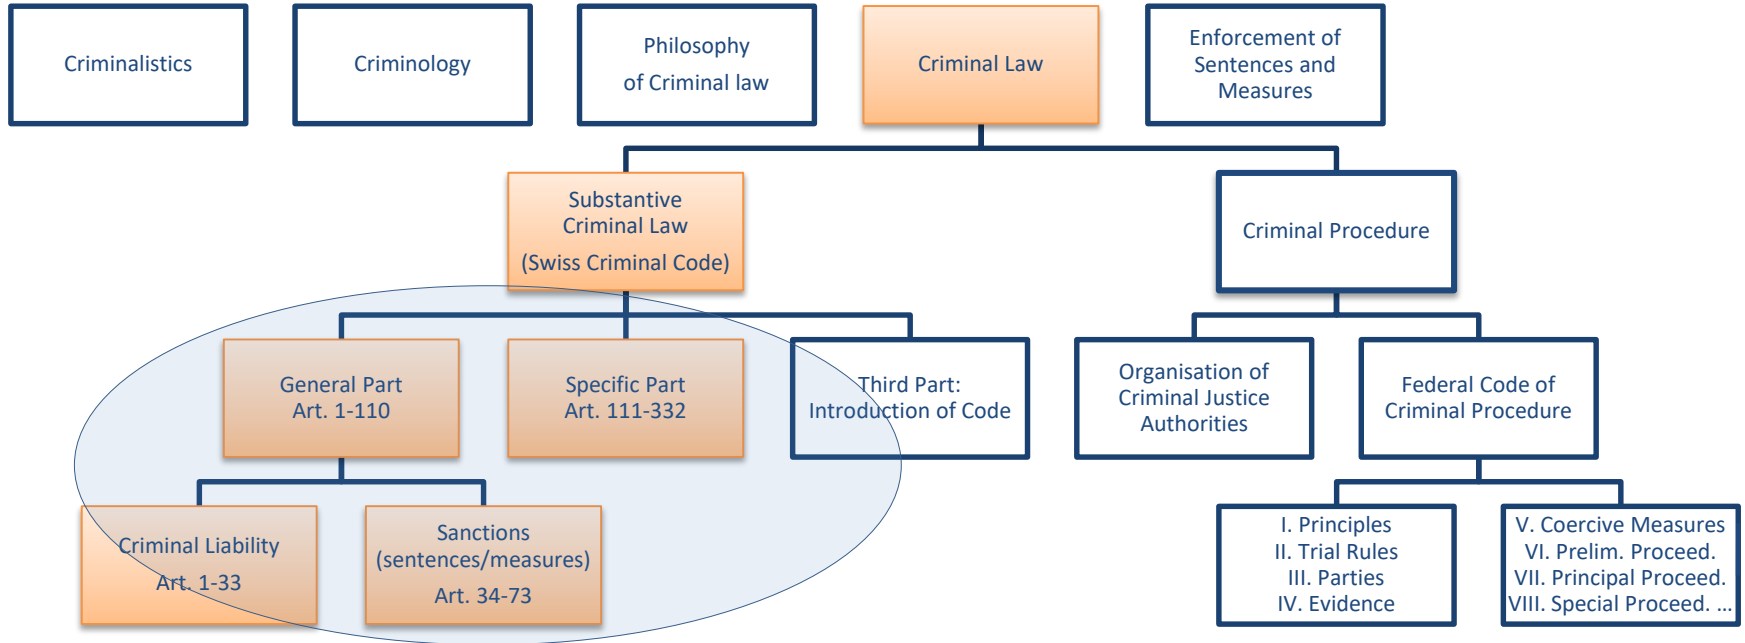 Criminalistics
Criminology
Philosophy
of Criminal law
Criminal Law
Enforcement of
Sentences and
Measures
Substantive
Criminal Law
(Swiss Criminal Code)
Criminal Procedure
General Part
Art. 1-110
Specific Part
Art. 111-332
Third Part:
Introduction of Code
Organisation of
Criminal Justice
Authorities
Federal Code of
Criminal Procedure
Criminal Liability
Art. 1-33
Sanctions
(sentences/measures)
Art. 34-73
I. Principles
II. Trial Rules
III. Parties
IV. Evidence
V. Coercive Measures
VI. Prelim. Proceed.
VII. Principal Proceed.
VIII. Special Proceed. ...